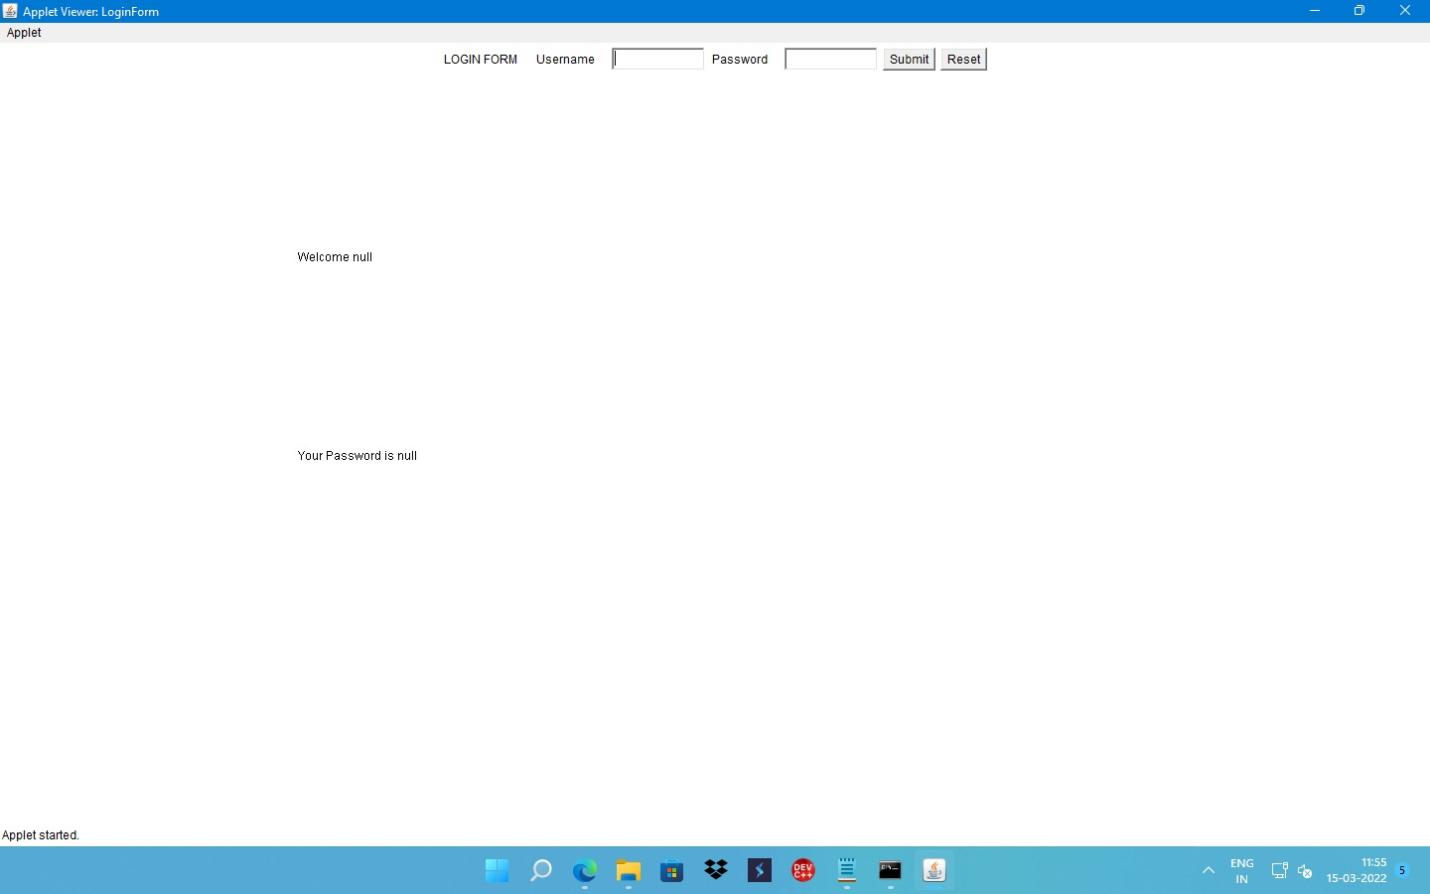 Applet Viewer: LoginForm
Applet
LOGIN FORM Username Password Submit Reset
Welcome null
Your Password is null
Applet started.
DEV C++
ENG IN
11:55
15-03-2022
5